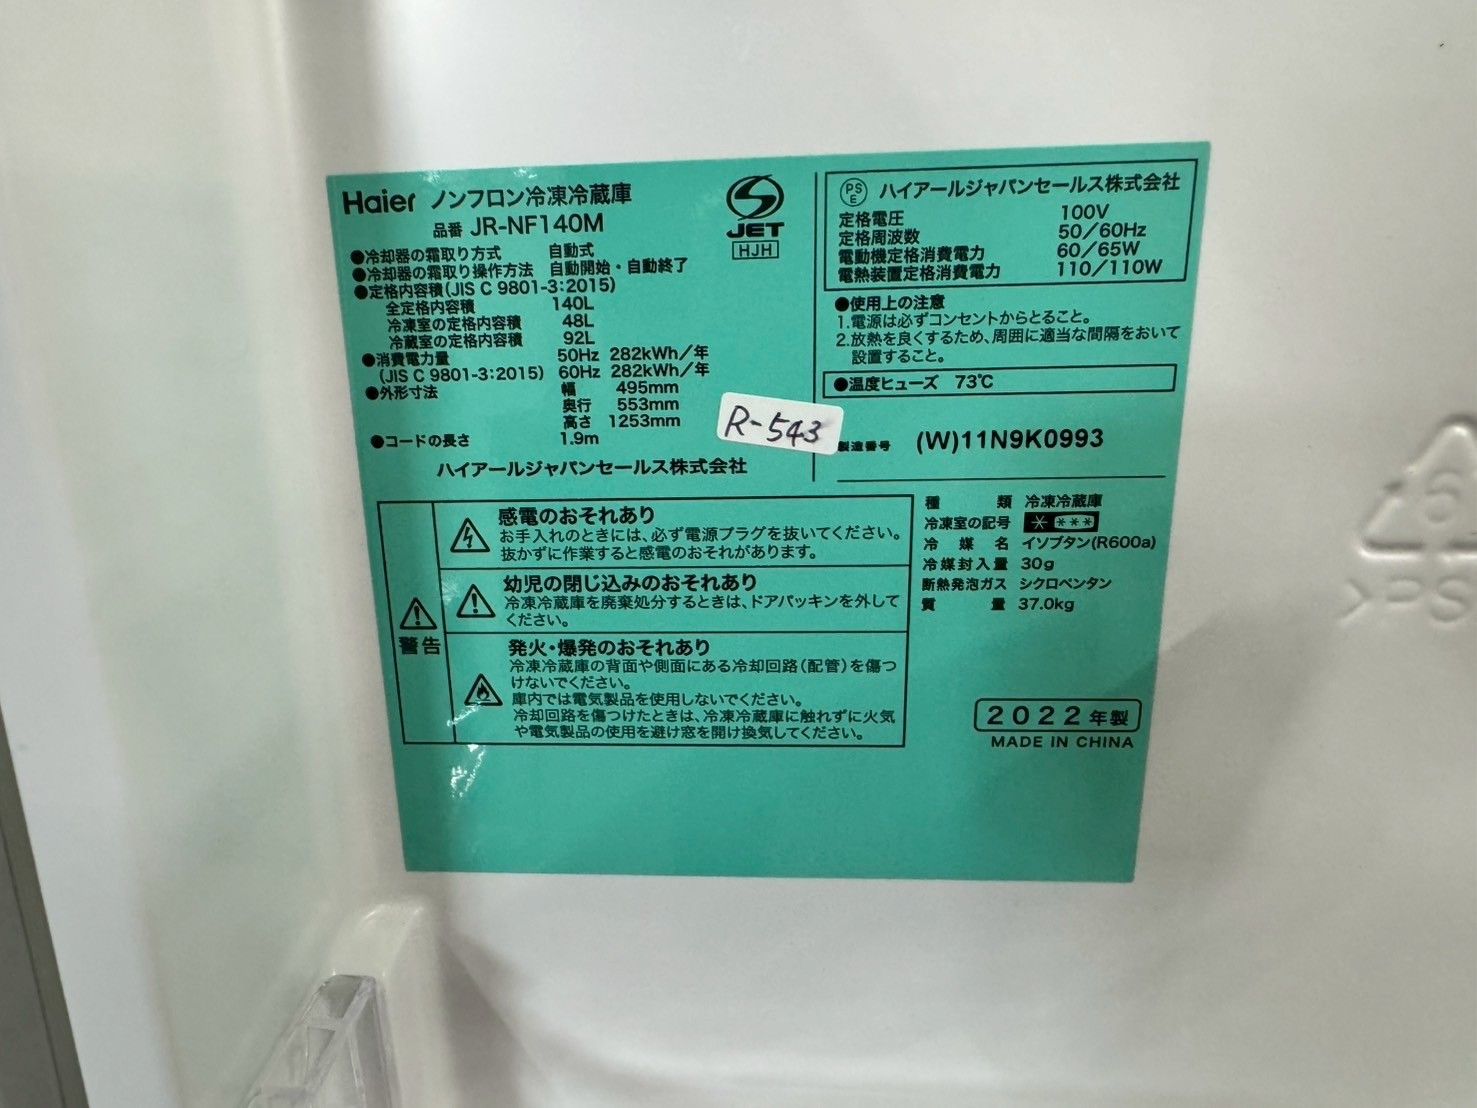 Haier ノンフロン冷凍冷蔵庫
品番 JR-NF140M
●冷却器の霜取り方式 自動式
●冷却器の霜取り操作方法 自動開始・自動終了
●定格内容積(JIS C 9801-3:2015)
全定格内容積 140L
冷凍室の定格内容積 48L
冷蔵室の定格内容積 92L
●消費電力量 50Hz 282kWh/年
(JIS C 9801-3:2015) 60Hz 282kWh/年
●外形寸法 幅 495mm
奥行 553mm
高さ 1253mm
●コードの長さ 1.9m
ハイアールジャパンセールス株式会社
JET
HJH
R-543
PS
E
ハイアールジャパンセールス株式会社
定格電圧 100V
定格周波数 50/60Hz
電動機定格消費電力 60/65W
電熱装置定格消費電力 110/110W
●使用上の注意
1.電源は必ずコンセントからとること。
2.放熱を良くするため、周囲に適当な間隔をおいて
設置すること。
●温度ヒューズ 73℃
製造番号 (W)11N9K0993
警告
感電のおそれあり
お手入れのときには、必ず電源プラグを抜いてください。
抜かずに作業すると感電のおそれがあります。
幼児の閉じ込みのおそれあり
冷凍冷蔵庫を廃棄処分するときは、ドアパッキンを外して
ください。
発火・爆発のおそれあり
冷凍冷蔵庫の背面や側面にある冷却回路(配管)を傷つ
けないでください。
庫内では電気製品を使用しないでください。
冷却回路を傷つけたときは、冷凍冷蔵庫に触れずに火気
や電気製品の使用を避け窓を開け換気してください。
種類 冷凍冷蔵庫
冷凍室の記号 * ***
冷媒名 イソブタン(R600a)
冷媒封入量 30g
断熱発泡ガス シクロペンタン
質量 37.0kg
2022年製
MADE IN CHINA
6
>PS<